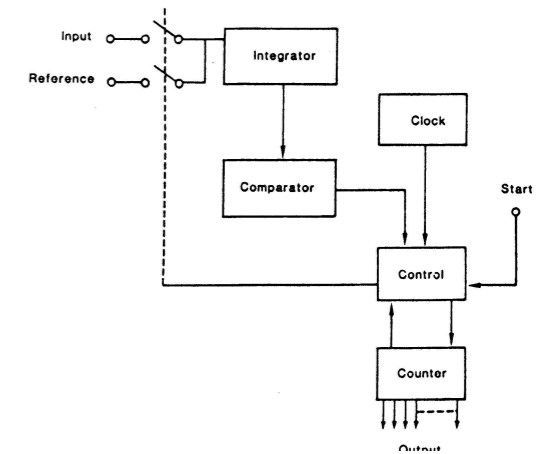 Input
Reference
Integrator
Clock
Comparator
Start
Control
Counter
Output